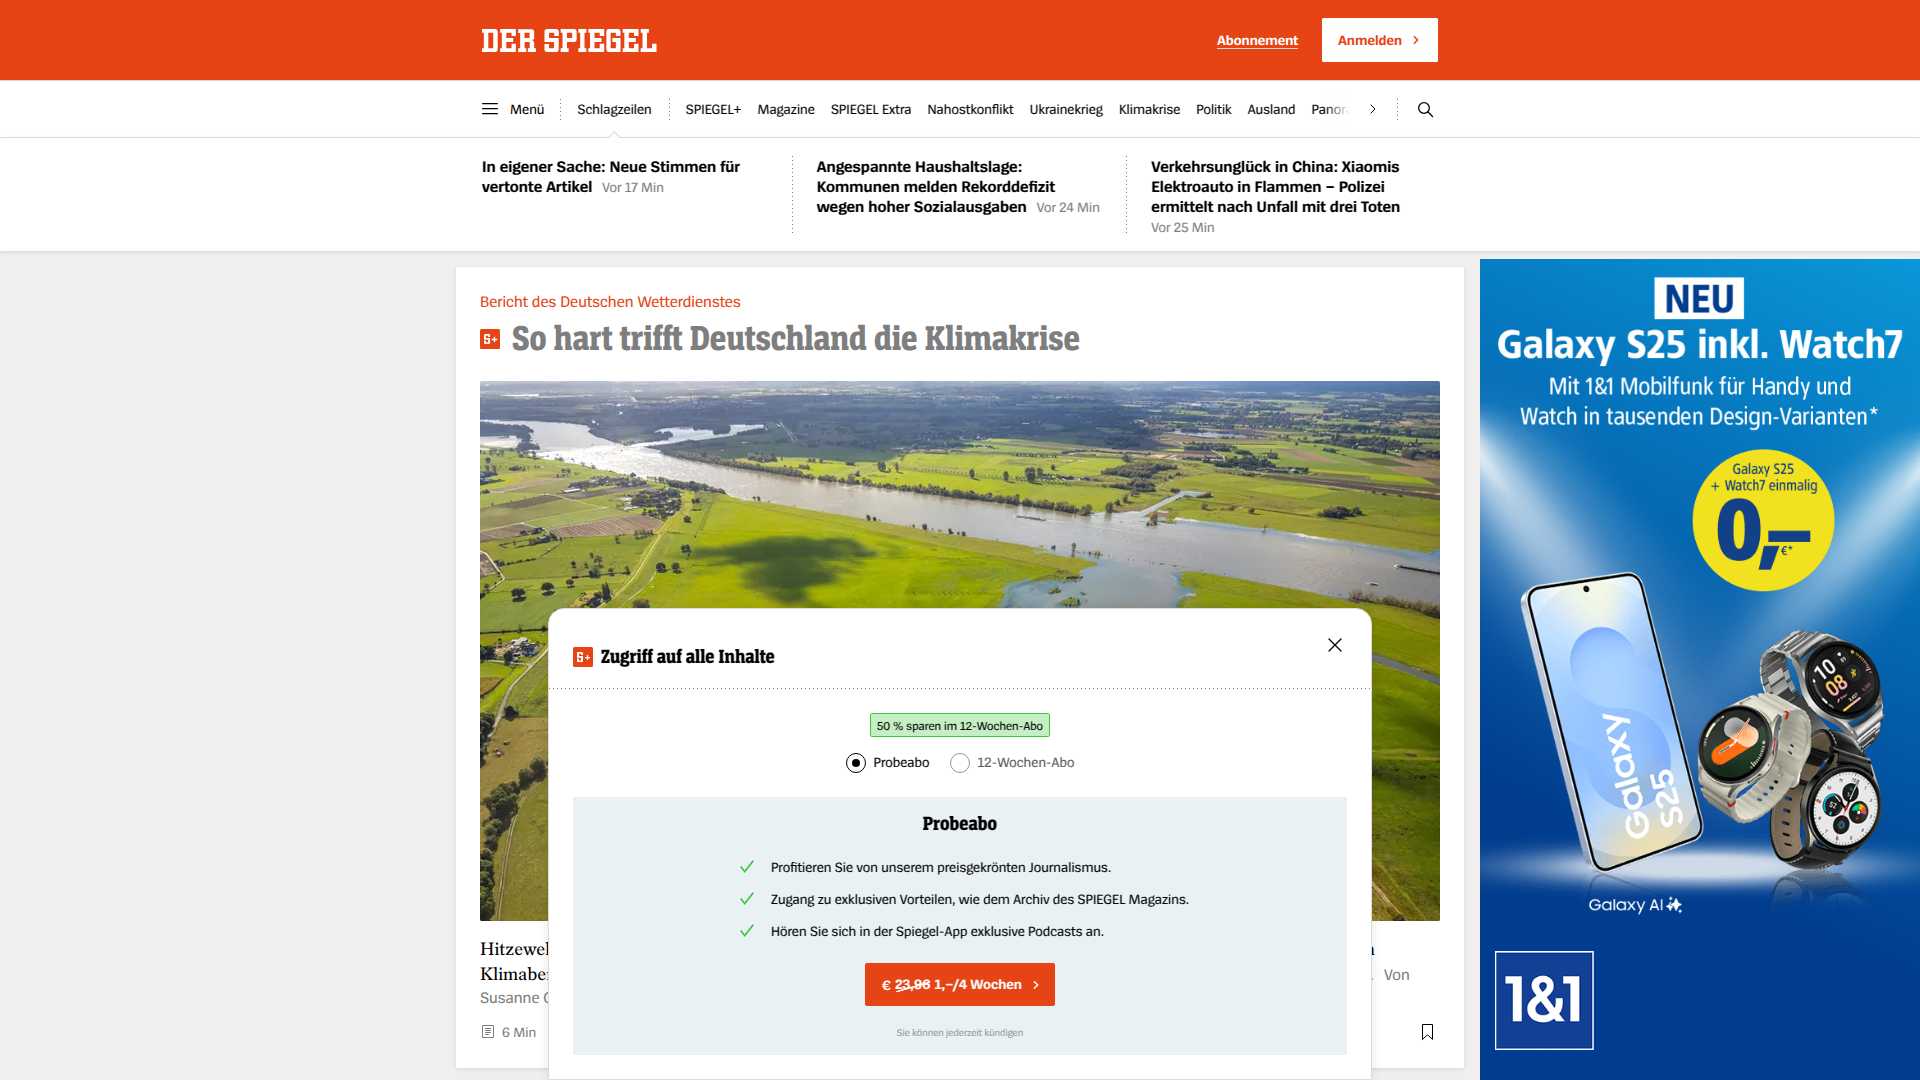 DER SPIEGEL
Abonnement
Anmelden
Menü
Schlagzeilen
SPIEGEL+
Magazine
SPIEGEL Extra
Nahostkonflikt
Ukrainekrieg
Klimakrise
Politik
Ausland
Panor
In eigener Sache: Neue Stimmen für
vertonte Artikel Vor 17 Min
Angespannte Haushaltslage:
Kommunen melden Rekorddefizit
wegen hoher Sozialausgaben Vor 24 Min
Verkehrsunglück in China: Xiaomis
Elektroauto in Flammen – Polizei
ermittelt nach Unfall mit drei Toten
Vor 25 Min
Bericht des Deutschen Wetterdienstes
S+ So hart trifft Deutschland die Klimakrise
S+ Zugriff auf alle Inhalte
50 % sparen im 12-Wochen-Abo
Probeabo
12-Wochen-Abo
Probeabo
Profitieren Sie von unserem preisgekrönten Journalismus.
Zugang zu exklusiven Vorteilen, wie dem Archiv des SPIEGEL Magazins.
Hören Sie sich in der Spiegel-App exklusive Podcasts an.
€ 23,96 1,–/4 Wochen
Sie können jederzeit kündigen
Hitzewel
Klimabe
Von
Susanne
6 Min
NEU
Galaxy S25 inkl. Watch7
Mit 1&1 Mobilfunk für Handy und
Watch in tausenden Design-Varianten*
Galaxy S25
+ Watch7 einmalig
0,– €*
Galaxy
S25
10
08
Galaxy AI
1&1